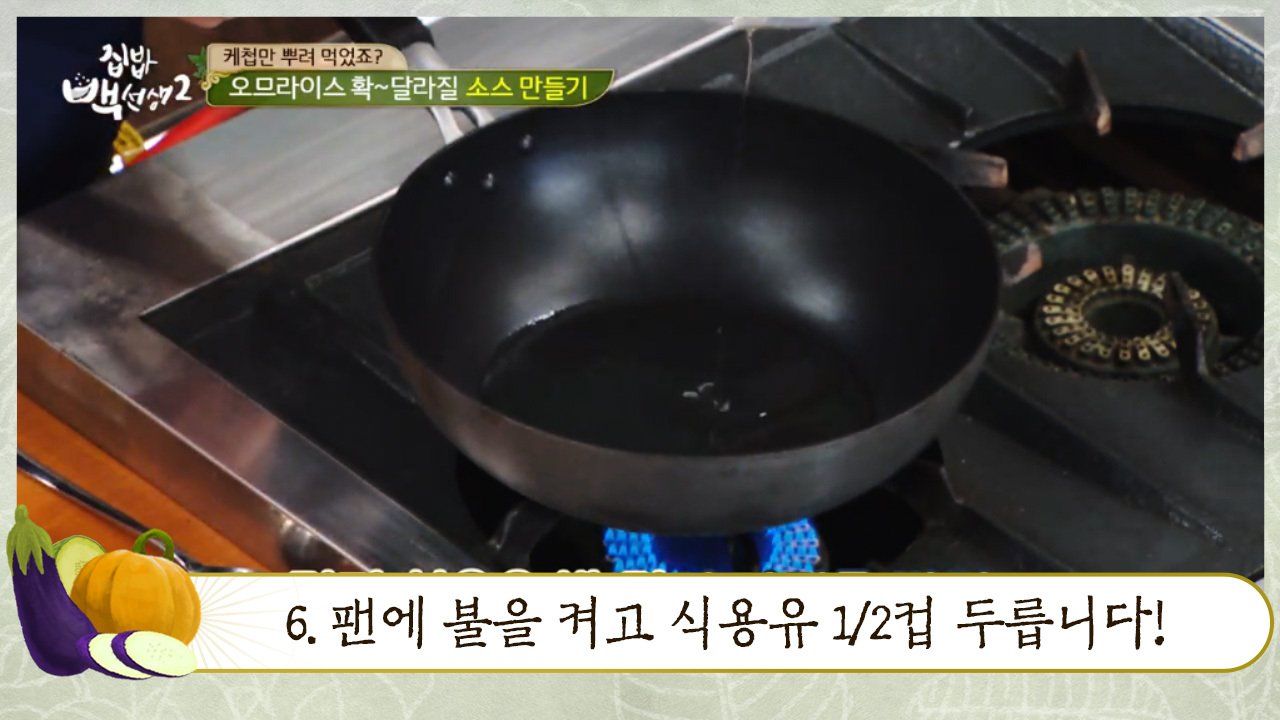 집밥
백선생2
케첩만 뿌려 먹었죠?
오므라이스 확~달라질 소스 만들기
6. 팬에 불을 켜고 식용유 1/2컵 두릅니다!